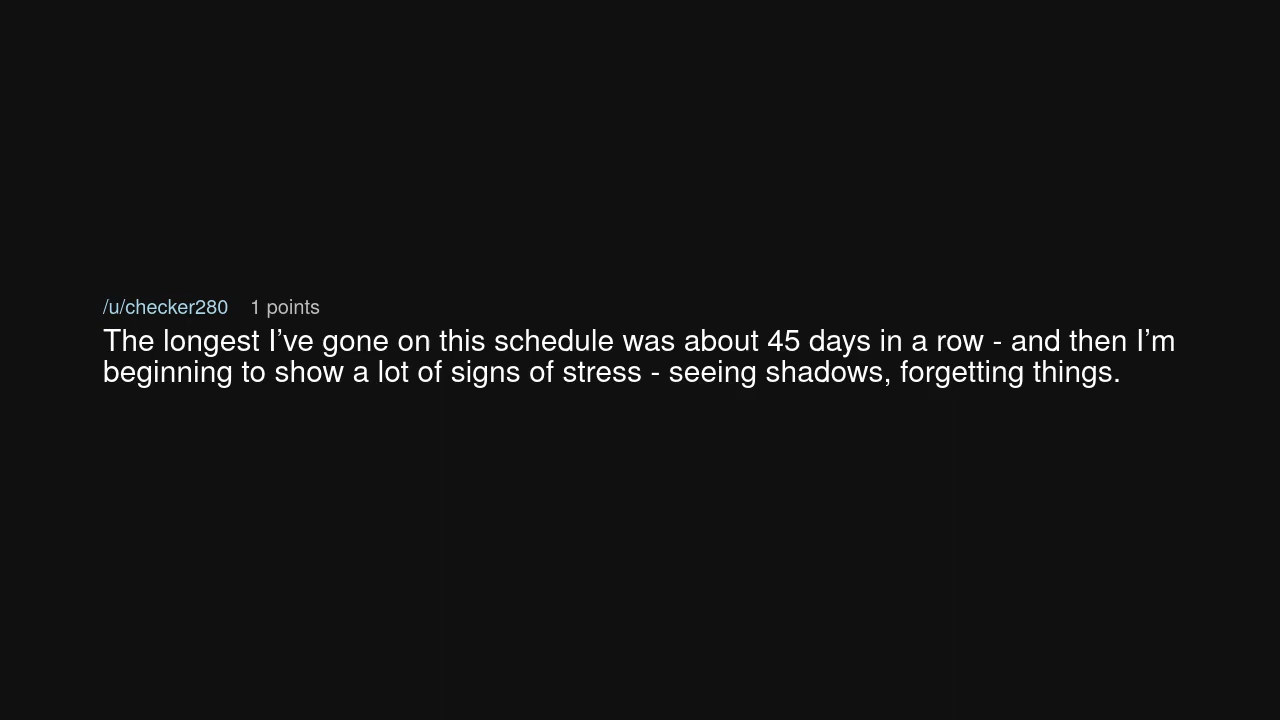 /u/checker280 1 points
The longest I’ve gone on this schedule was about 45 days in a row - and then I’m
beginning to show a lot of signs of stress - seeing shadows, forgetting things.